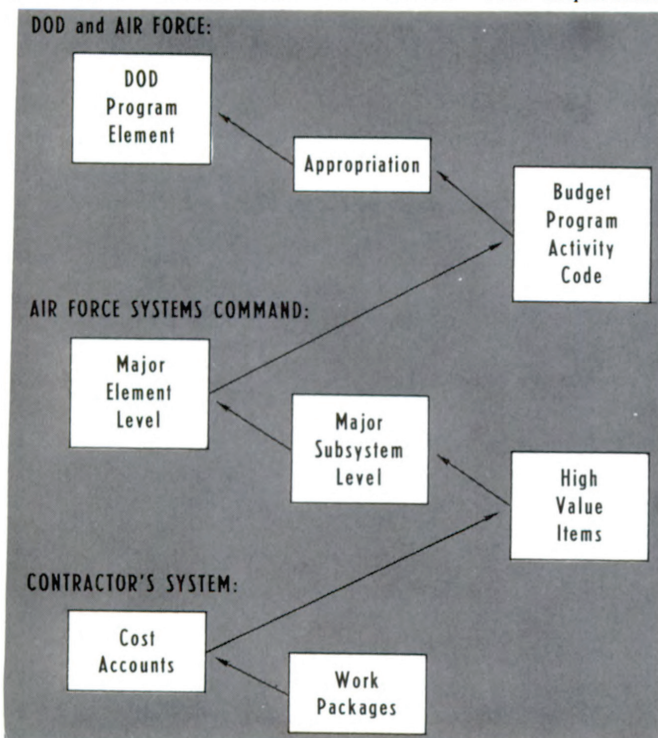 DOD and AIR FORCE:
DOD
Program
Element
Appropriation
Budget
Program
Activity
Code
AIR FORCE SYSTEMS COMMAND:
Major
Element
Level
Major
Subsystem
Level
High
Value
Items
CONTRACTOR'S SYSTEM:
Cost
Accounts
Work
Packages